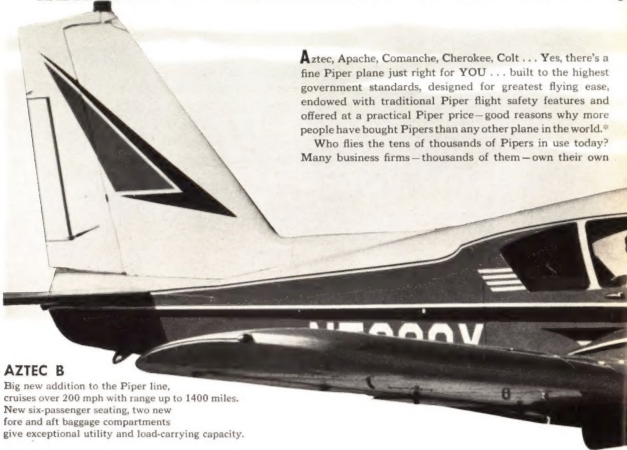 Aztec, Apache, Comanche, Cherokee, Colt ... Yes, there's a
fine Piper plane just right for YOU ... built to the highest
government standards, designed for greatest flying ease,
endowed with traditional Piper flight safety features and
offered at a practical Piper price—good reasons why more
people have bought Pipers than any other plane in the world.*
Who flies the tens of thousands of Pipers in use today?
Many business firms—thousands of them—own their own
AZTEC B
Big new addition to the Piper line,
cruises over 200 mph with range up to 1400 miles.
New six-passenger seating, two new
fore and aft baggage compartments
give exceptional utility and load-carrying capacity.